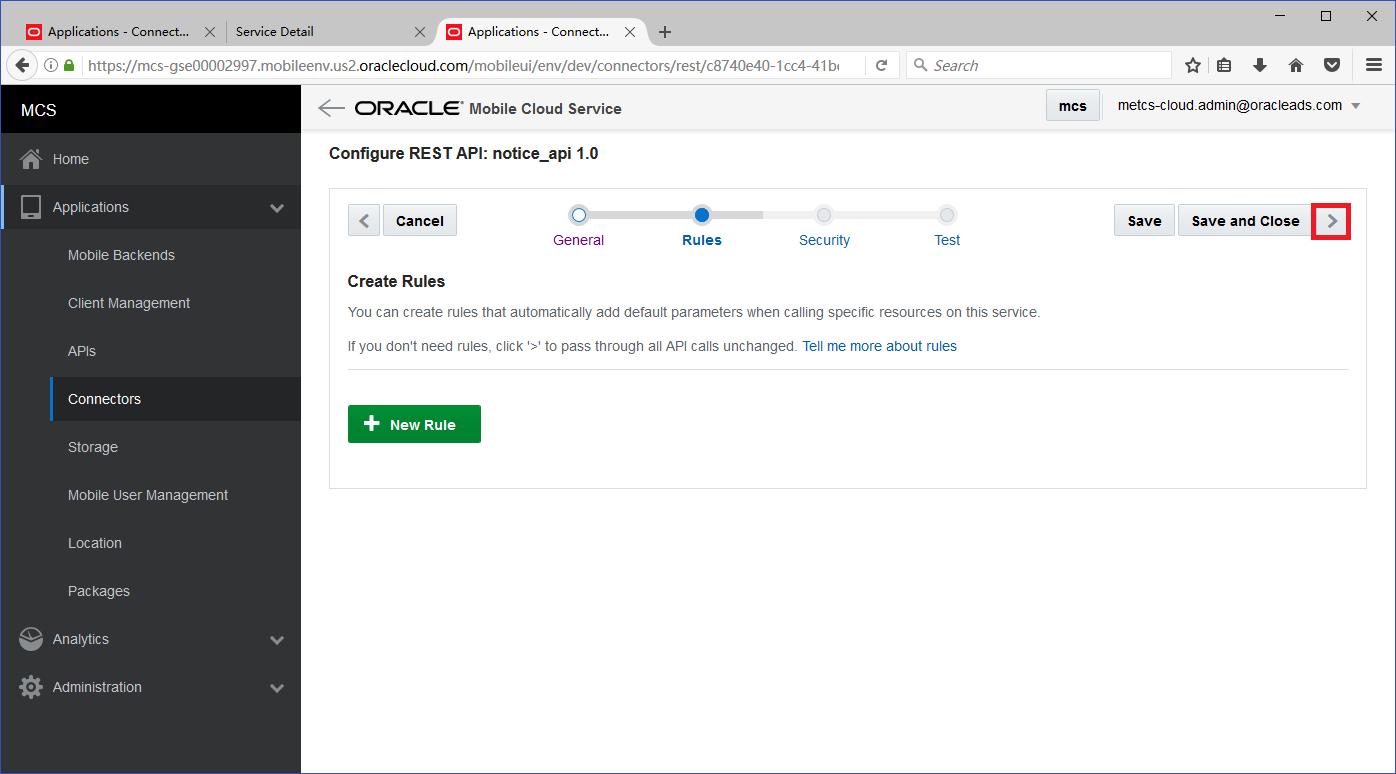 Applications - Connect...
Service Detail
Applications - Connect...
https://mcs-gse00002997.mobileenv.us2.oraclecloud.com/mobileui/env/dev/connectors/rest/c8740e40-1cc4-41b
Search
MCS
ORACLE Mobile Cloud Service
mcs
metcs-cloud.admin@oracleads.com
Home
Applications
Mobile Backends
Client Management
APIs
Connectors
Storage
Mobile User Management
Location
Packages
Analytics
Administration
Configure REST API: notice_api 1.0
Cancel
General
Rules
Security
Test
Save
Save and Close
Create Rules
You can create rules that automatically add default parameters when calling specific resources on this service.
If you don't need rules, click '>' to pass through all API calls unchanged. Tell me more about rules
New Rule